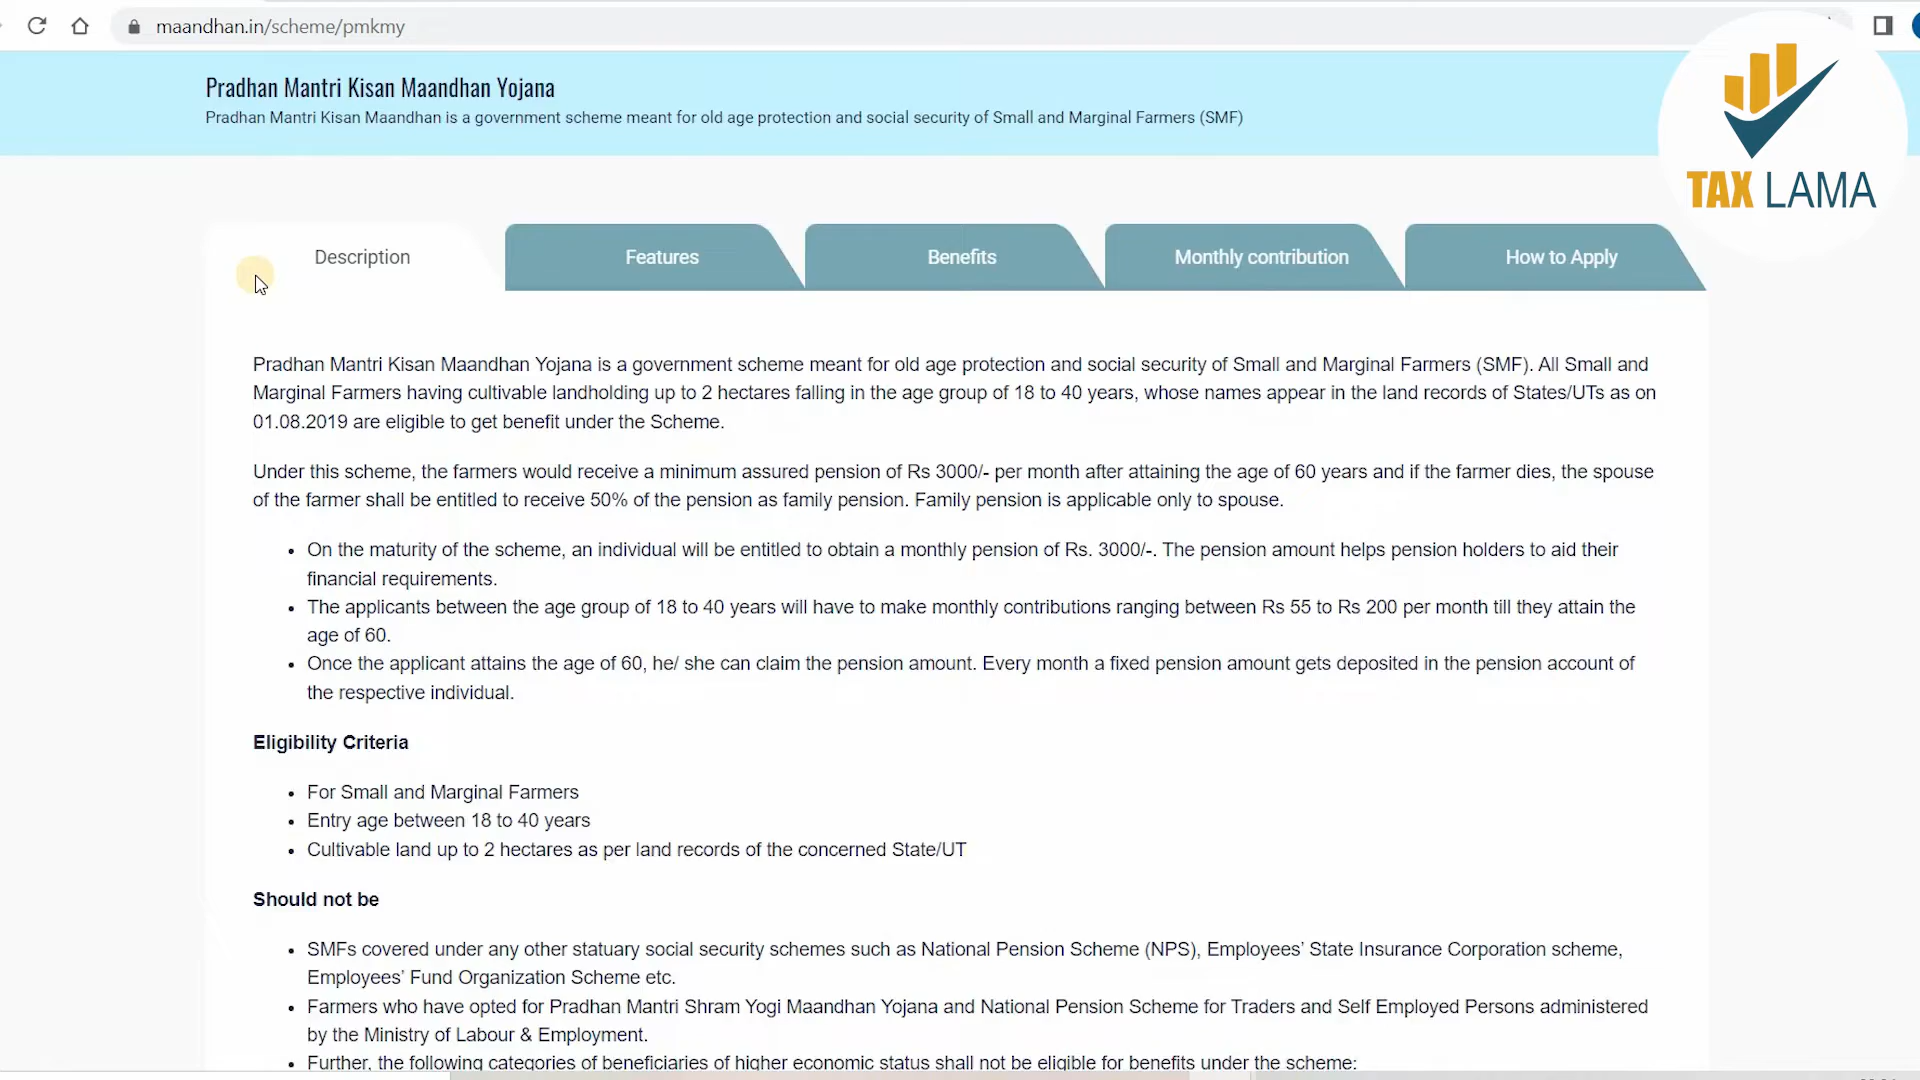 maandhan.in/scheme/pmkmy
Pradhan Mantri Kisan Maandhan Yojana
Pradhan Mantri Kisan Maandhan is a government scheme meant for old age protection and social security of Small and Marginal Farmers (SMF)
TAX LAMA
Description
Features
Benefits
Monthly contribution
How to Apply
Pradhan Mantri Kisan Maandhan Yojana is a government scheme meant for old age protection and social security of Small and Marginal Farmers (SMF). All Small and
Marginal Farmers having cultivable landholding up to 2 hectares falling in the age group of 18 to 40 years, whose names appear in the land records of States/UTs as on
01.08.2019 are eligible to get benefit under the Scheme.
Under this scheme, the farmers would receive a minimum assured pension of Rs 3000/- per month after attaining the age of 60 years and if the farmer dies, the spouse
of the farmer shall be entitled to receive 50% of the pension as family pension. Family pension is applicable only to spouse.
• On the maturity of the scheme, an individual will be entitled to obtain a monthly pension of Rs. 3000/-. The pension amount helps pension holders to aid their
financial requirements.
• The applicants between the age group of 18 to 40 years will have to make monthly contributions ranging between Rs 55 to Rs 200 per month till they attain the
age of 60.
• Once the applicant attains the age of 60, he/ she can claim the pension amount. Every month a fixed pension amount gets deposited in the pension account of
the respective individual.
Eligibility Criteria
• For Small and Marginal Farmers
• Entry age between 18 to 40 years
• Cultivable land up to 2 hectares as per land records of the concerned State/UT
Should not be
• SMFs covered under any other statuary social security schemes such as National Pension Scheme (NPS), Employees’ State Insurance Corporation scheme,
Employees’ Fund Organization Scheme etc.
• Farmers who have opted for Pradhan Mantri Shram Yogi Maandhan Yojana and National Pension Scheme for Traders and Self Employed Persons administered
by the Ministry of Labour & Employment.
• Further, the following categories of beneficiaries of higher economic status shall not be eligible for benefits under the scheme: